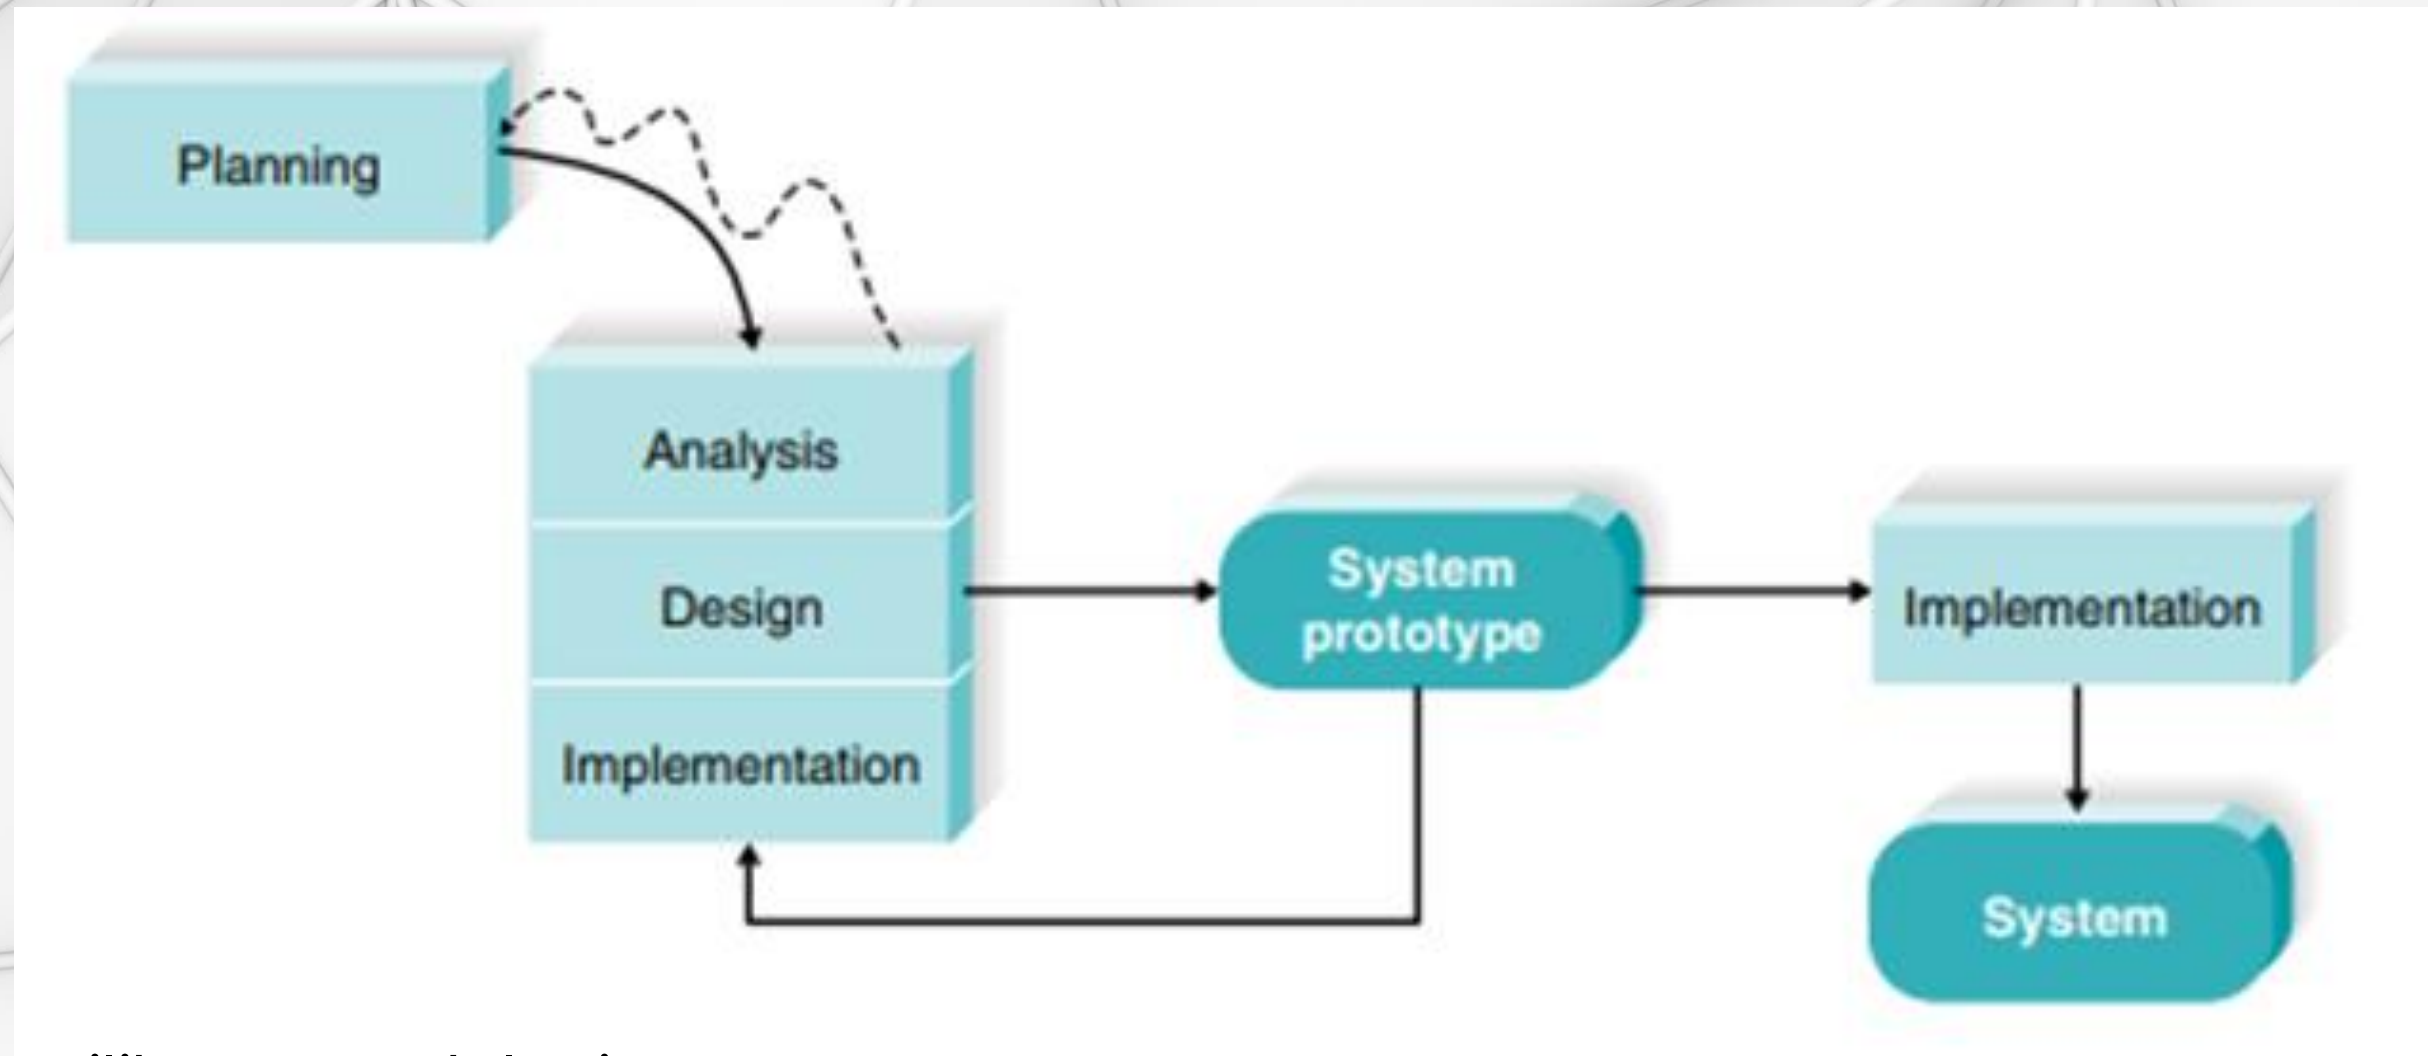 Planning
Analysis
Design
Implementation
System
prototype
Implementation
System